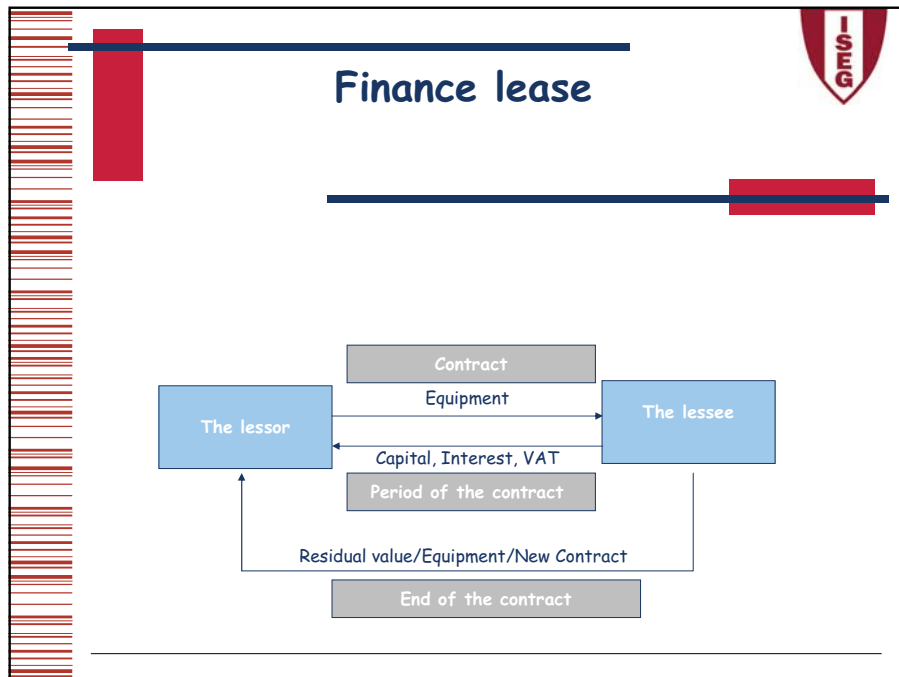 ISEG
Finance lease
Contract
Equipment
The lessor
The lessee
Capital, Interest, VAT
Period of the contract
Residual value/Equipment/New Contract
End of the contract